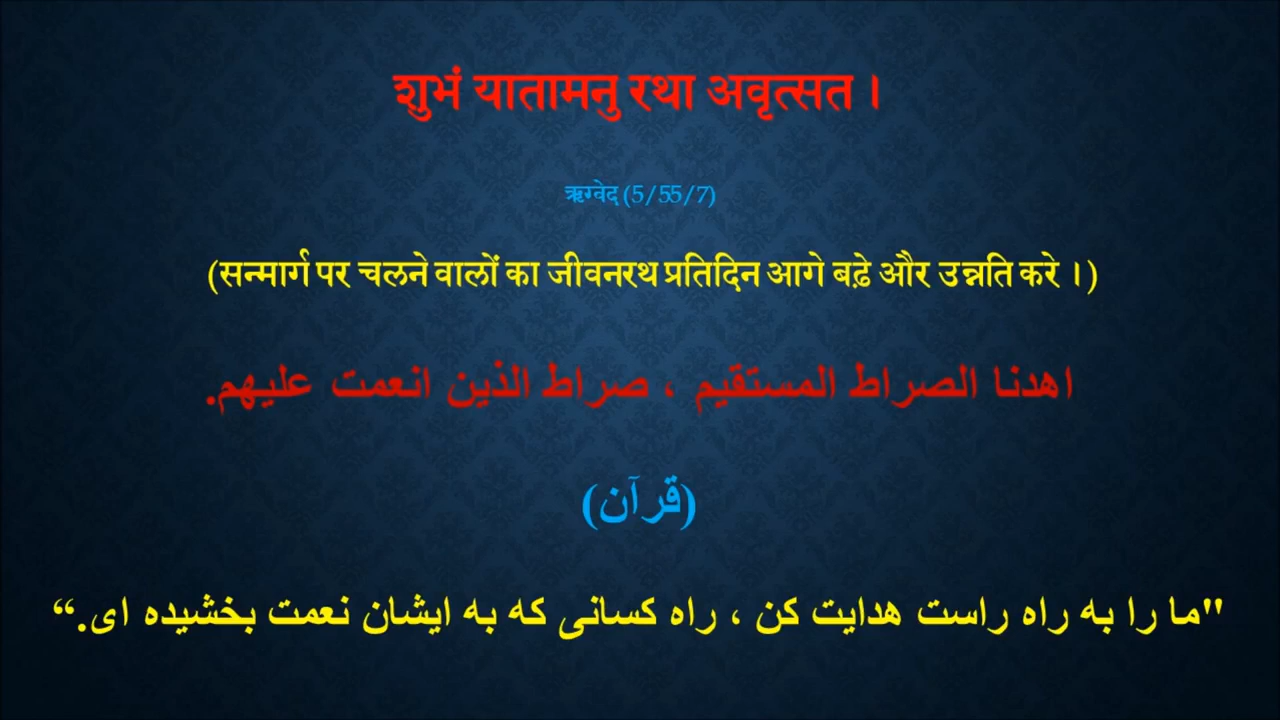 शुभं यातामनु रथा अवृत्सत ।
ऋग्वेद (5/55/7)
(सन्मार्ग पर चलने वालों का जीवनरथ प्रतिदिन आगे बढ़े और उन्नति करे ।)
اهدنا الصراط المستقيم ، صراط الذين انعمت عليهم.
(قرآن)
"ما را به راه راست هدایت کن ، راه کسانی که به ایشان نعمت بخشیده ای.“